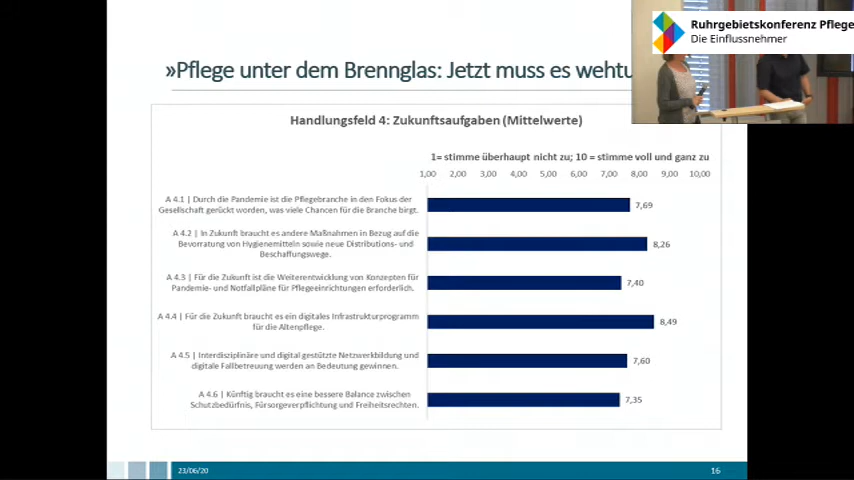 Ruhrgebietskonferenz Pflege
Die Einflussnehmer
»Pflege unter dem Brennglas: Jetzt muss es wehtu
Handlungsfeld 4: Zukunftsaufgaben (Mittelwerte)
1= stimme überhaupt nicht zu; 10 = stimme voll und ganz zu
1,00 2,00 3,00 4,00 5,00 6,00 7,00 8,00 9,00 10,00
A 4.1 | Durch die Pandemie ist die Pflegebranche in den Fokus der
Gesellschaft gerückt worden, was viele Chancen für die Branche birgt.
7,69
A 4.2 | In Zukunft braucht es andere Maßnahmen in Bezug auf die
Bevorratung von Hygienemitteln sowie neue Distributions- und
Beschaffungswege.
8,26
A 4.3 | Für die Zukunft ist die Weiterentwicklung von Konzepten für
Pandemie- und Notfallpläne für Pflegeeinrichtungen erforderlich.
7,40
A 4.4 | Für die Zukunft braucht es ein digitales Infrastrukturprogramm
für die Altenpflege.
8,49
A 4.5 | Interdisziplinäre und digital gestützte Netzwerkbildung und
digitale Fallbetreuung werden an Bedeutung gewinnen.
7,60
A 4.6 | Künftig braucht es eine bessere Balance zwischen
Schutzbedürfnis, Fürsorgeverpflichtung und Freiheitsrechten.
7,35
23/06/20
16